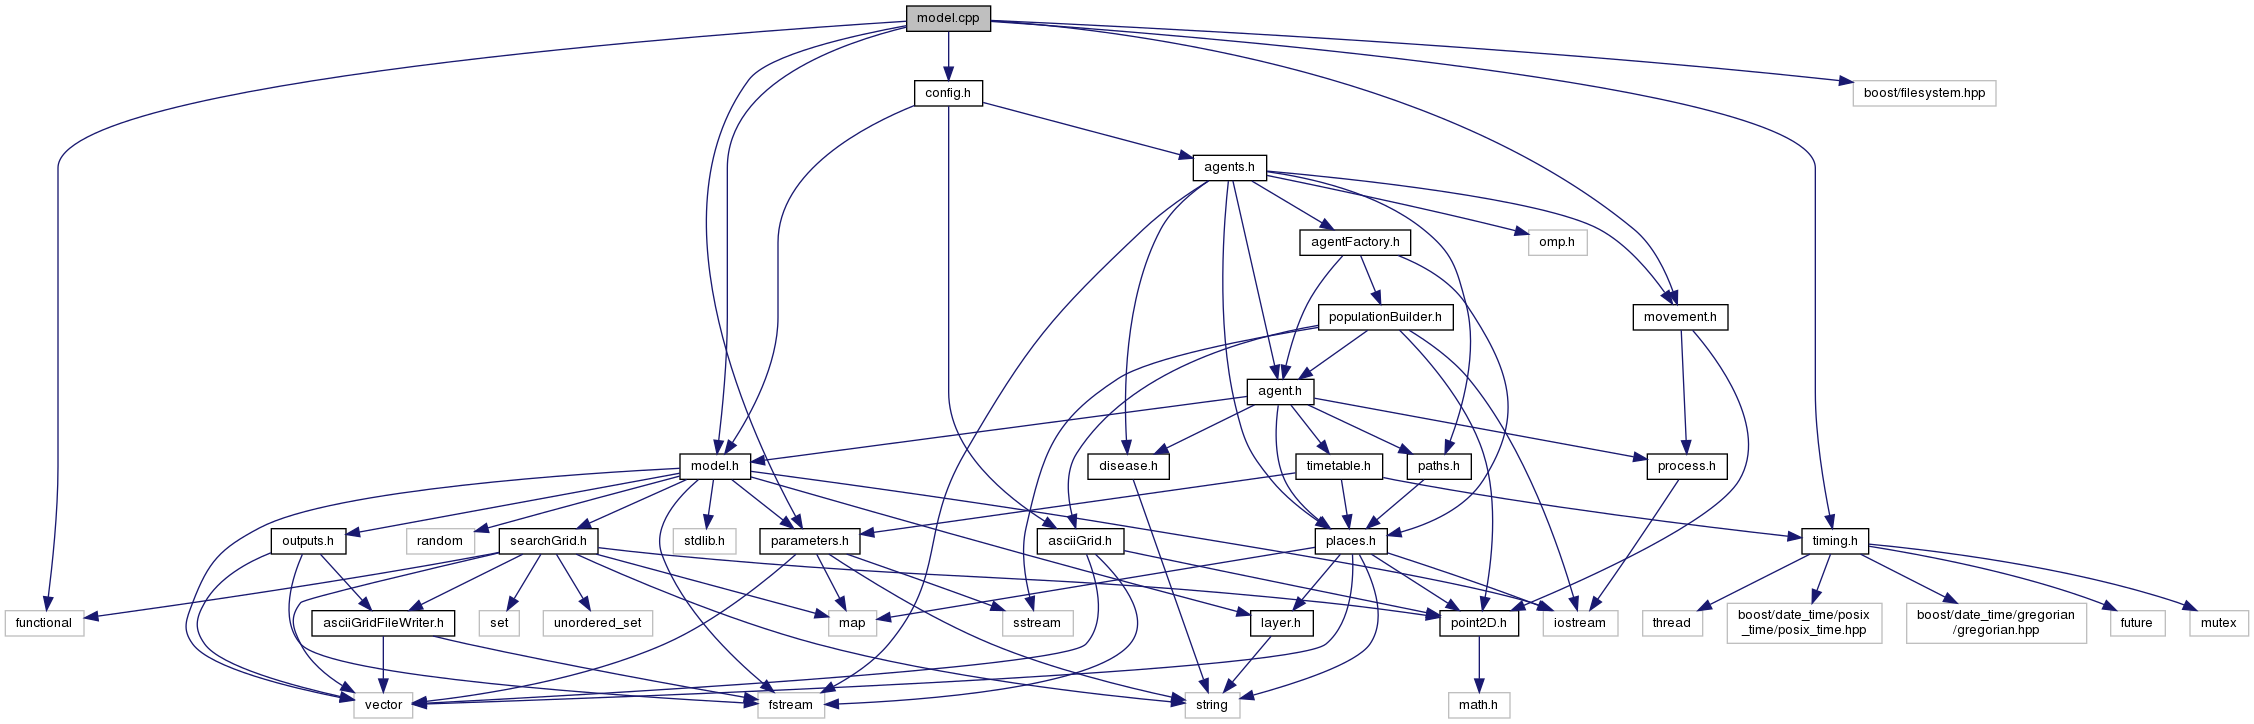 model.cpp
config.h
boost/filesystem.hpp
agents.h
agentFactory.h
omp.h
populationBuilder.h
movement.h
agent.h
model.h
disease.h
timetable.h
paths.h
process.h
outputs.h
random
searchGrid.h
stdlib.h
parameters.h
asciiGrid.h
places.h
timing.h
functional
asciiGridFileWriter.h
set
unordered_set
map
sstream
layer.h
point2D.h
iostream
thread
boost/date_time/posix
_time/posix_time.hpp
boost/date_time/gregorian
/gregorian.hpp
future
mutex
vector
fstream
string
math.h